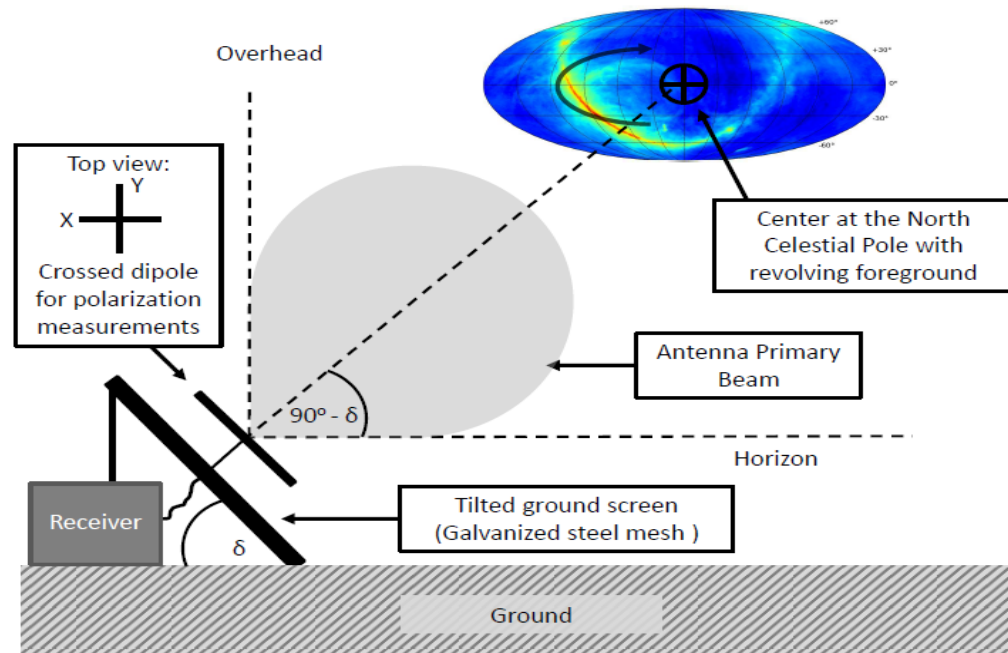 Overhead
+60°
+30°
0°
-30°
-60°
Top view:
Y
X
Crossed dipole
for polarization
measurements
Center at the North
Celestial Pole with
revolving foreground
Antenna Primary
Beam
90º - δ
Horizon
Receiver
δ
Tilted ground screen
(Galvanized steel mesh )
Ground